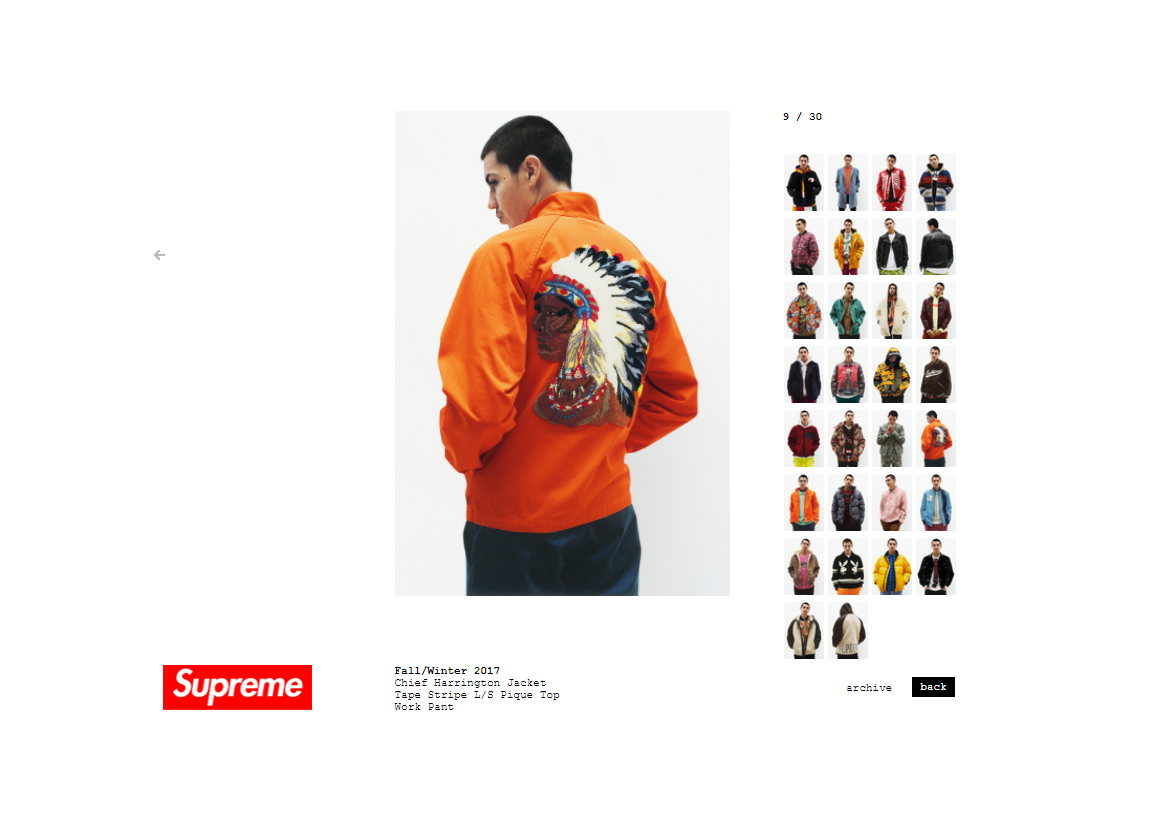 9 / 30
Supreme
Fall/Winter 2017
Chief Harrington Jacket
Tape Stripe L/S Pique Top
Work Pant
archive
back